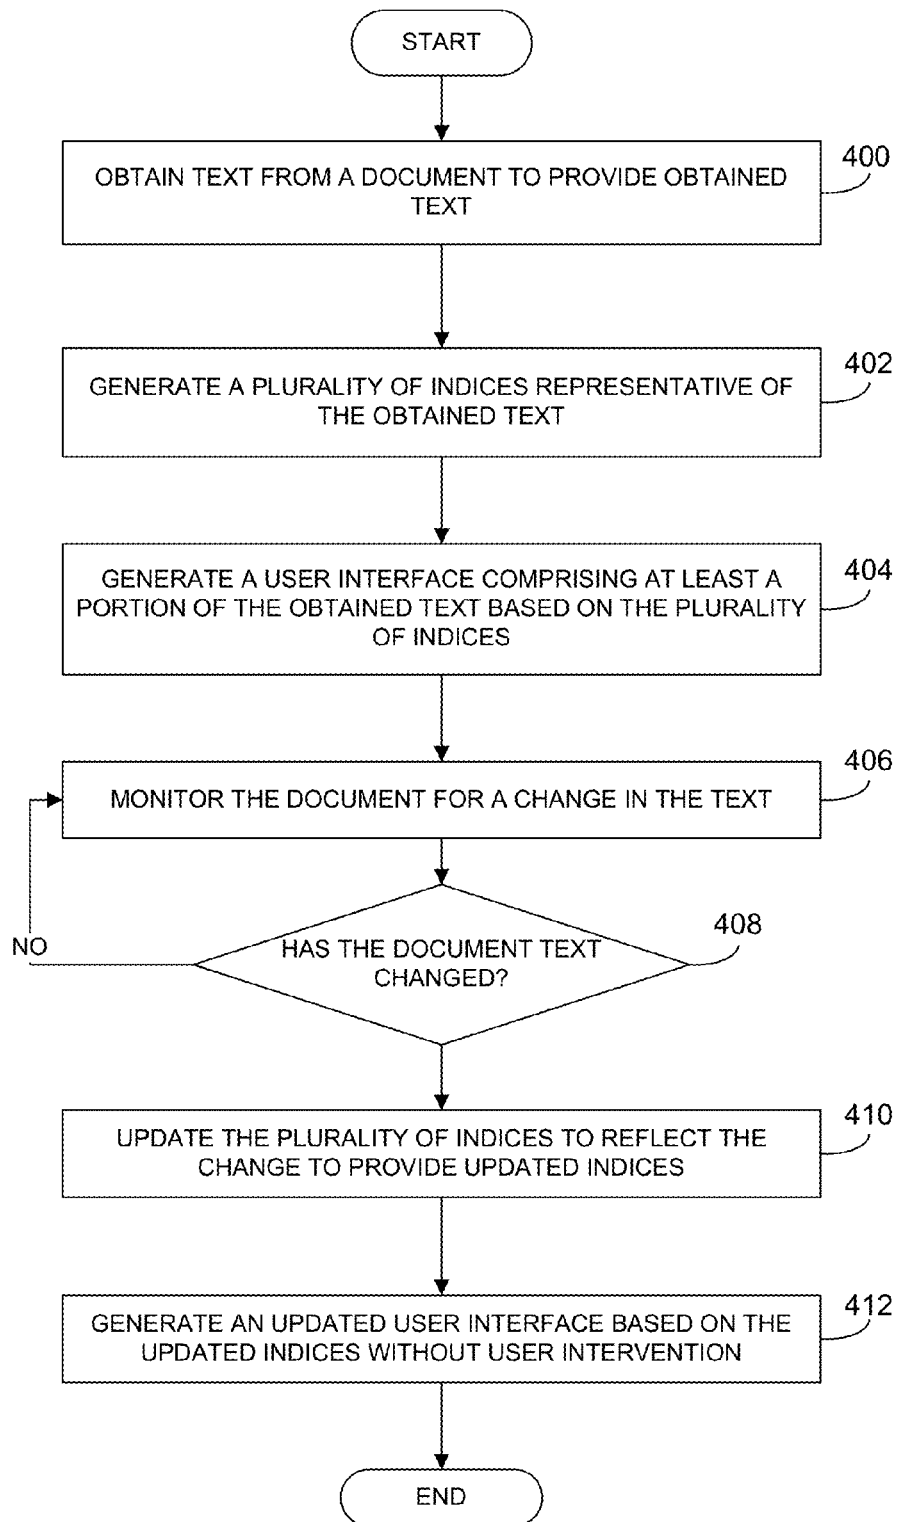 START
OBTAIN TEXT FROM A DOCUMENT TO PROVIDE OBTAINED
TEXT
400
GENERATE A PLURALITY OF INDICES REPRESENTATIVE OF
THE OBTAINED TEXT
402
GENERATE A USER INTERFACE COMPRISING AT LEAST A
PORTION OF THE OBTAINED TEXT BASED ON THE PLURALITY
OF INDICES
404
MONITOR THE DOCUMENT FOR A CHANGE IN THE TEXT
406
HAS THE DOCUMENT TEXT
CHANGED?
408
NO
UPDATE THE PLURALITY OF INDICES TO REFLECT THE
CHANGE TO PROVIDE UPDATED INDICES
410
GENERATE AN UPDATED USER INTERFACE BASED ON THE
UPDATED INDICES WITHOUT USER INTERVENTION
412
END